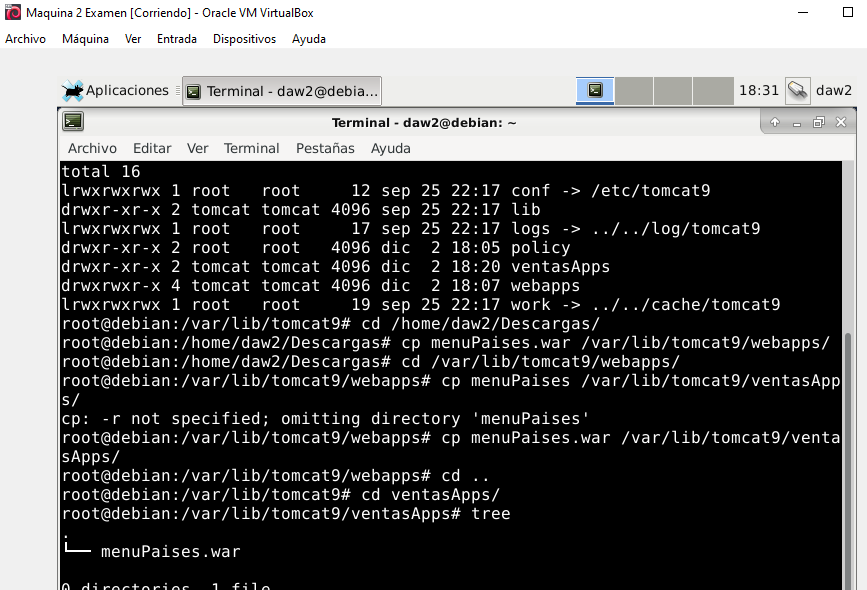 Maquina 2 Examen [Corriendo] - Oracle VM VirtualBox
Archivo Máquina Ver Entrada Dispositivos Ayuda
Aplicaciones Terminal - daw2@debia... 18:31 daw2
Terminal - daw2@debian: ~
Archivo Editar Ver Terminal Pestañas Ayuda
total 16
lrwxrwxrwx 1 root   root     12 sep 25 22:17 conf -> /etc/tomcat9
drwxr-xr-x 2 tomcat tomcat 4096 sep 25 22:17 lib
lrwxrwxrwx 1 root   root     17 sep 25 22:17 logs -> ../../log/tomcat9
drwxr-xr-x 2 root   root   4096 dic  2 18:05 policy
drwxr-xr-x 2 tomcat tomcat 4096 dic  2 18:20 ventasApps
drwxrwxr-x 4 tomcat tomcat 4096 dic  2 18:07 webapps
lrwxrwxrwx 1 root   root     19 sep 25 22:17 work -> ../../cache/tomcat9
root@debian:/var/lib/tomcat9# cd /home/daw2/Descargas/
root@debian:/home/daw2/Descargas# cp menuPaises.war /var/lib/tomcat9/webapps/
root@debian:/home/daw2/Descargas# cd /var/lib/tomcat9/webapps/
root@debian:/var/lib/tomcat9/webapps# cp menuPaises /var/lib/tomcat9/ventasApp
s/
cp: -r not specified; omitting directory 'menuPaises'
root@debian:/var/lib/tomcat9/webapps# cp menuPaises.war /var/lib/tomcat9/venta
sApps/
root@debian:/var/lib/tomcat9/webapps# cd ..
root@debian:/var/lib/tomcat9# cd ventasApps/
root@debian:/var/lib/tomcat9/ventasApps# tree
.
└── menuPaises.war
0 directories, 1 file